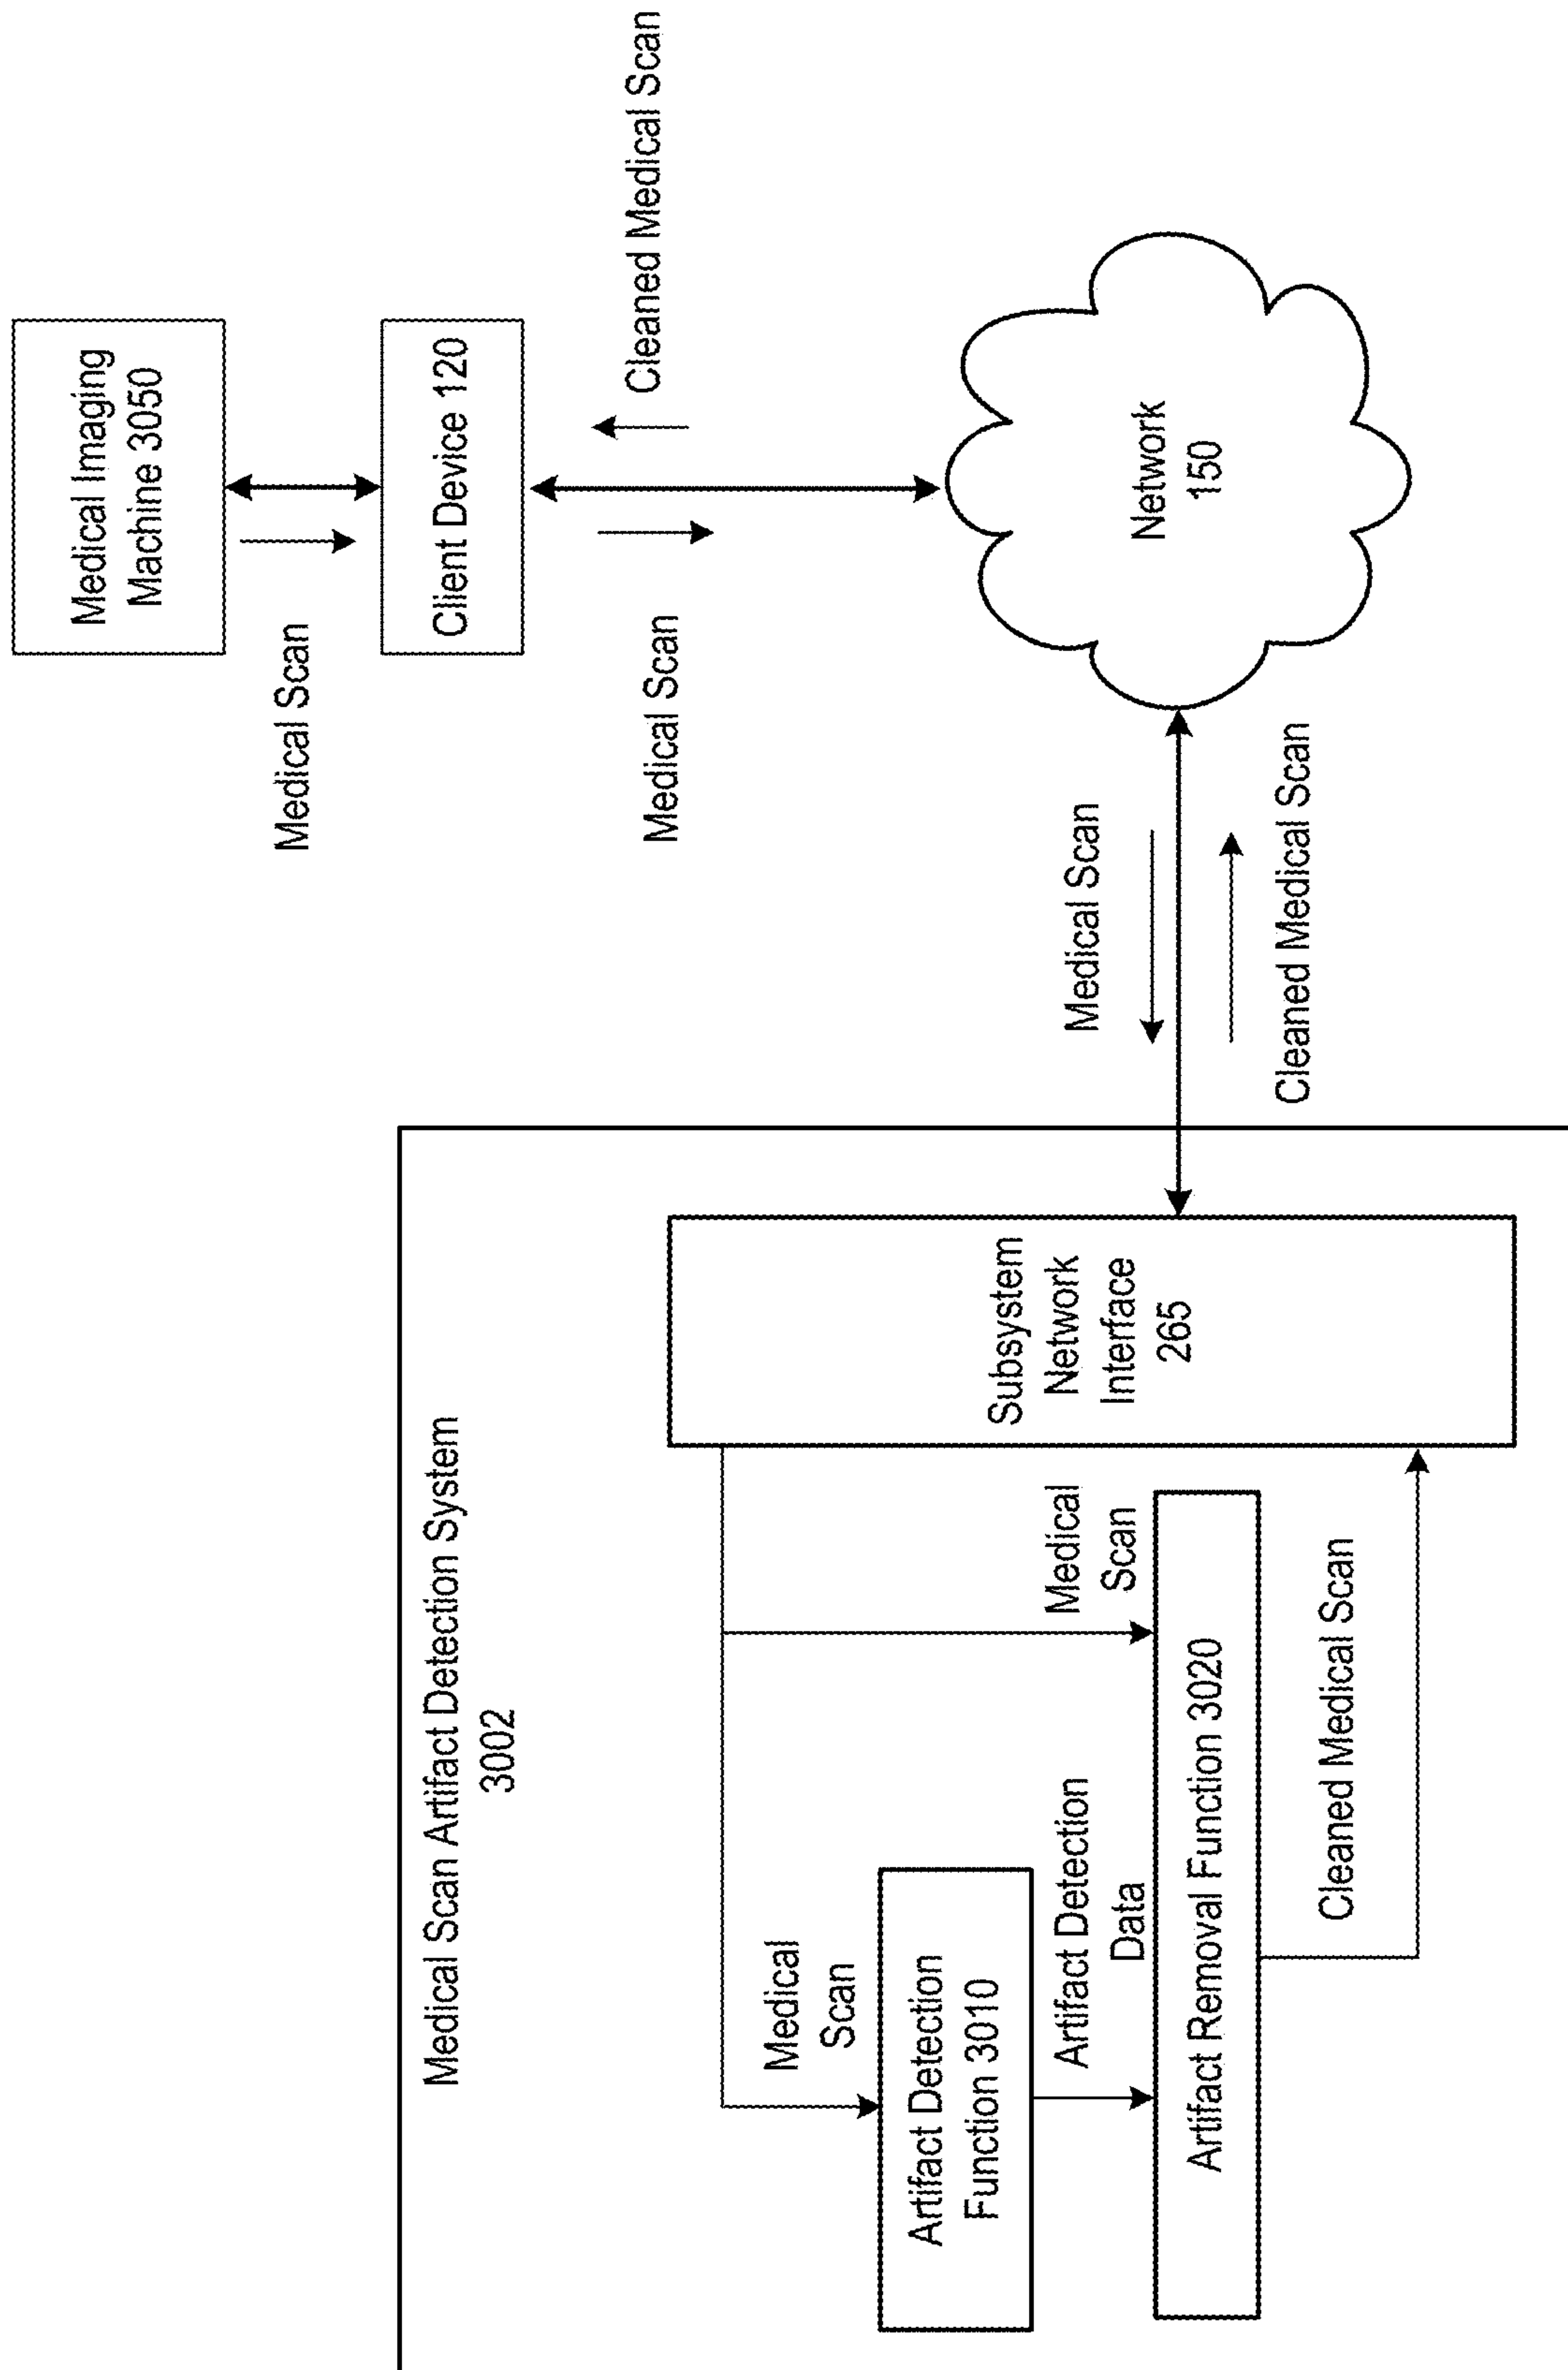 Medical Scan Artifact Detection System
3002
Medical
Scan
Artifact Detection
Function 3010
Artifact Detection
Data
Medical
Scan
Artifact Removal Function 3020
Cleaned Medical Scan
Subsystem
Network
Interface
265
Medical Scan
Cleaned Medical Scan
Medical Imaging
Machine 3050
Medical Scan
Client Device 120
Medical Scan
Cleaned Medical Scan
Network
150